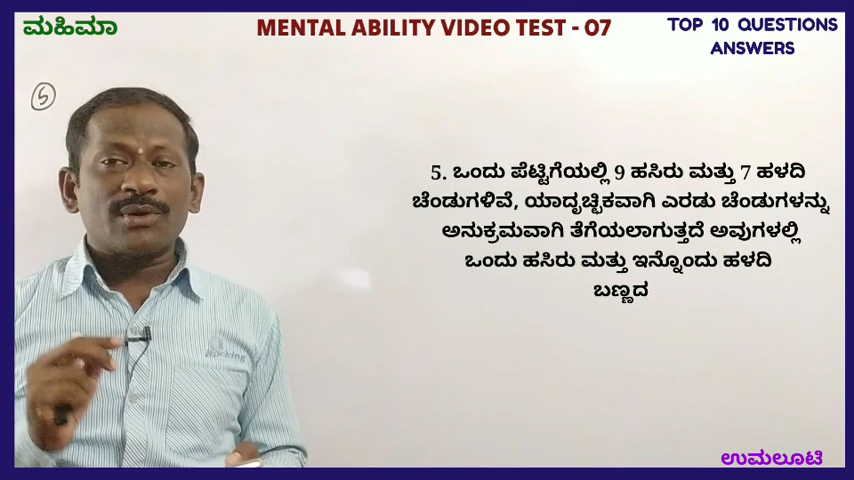 ಮಹಿಮಾ
MENTAL ABILITY VIDEO TEST - 07
TOP 10 QUESTIONS
ANSWERS
5
5. ಒಂದು ಪೆಟ್ಟಿಗೆಯಲ್ಲಿ 9 ಹಸಿರು ಮತ್ತು 7 ಹಳದಿ
ಚೆಂಡುಗಳಿವೆ, ಯಾದೃಚ್ಛಿಕವಾಗಿ ಎರಡು ಚೆಂಡುಗಳನ್ನು
ಅನುಕ್ರಮವಾಗಿ ತೆಗೆಯಲಾಗುತ್ತದೆ ಅವುಗಳಲ್ಲಿ
ಒಂದು ಹಸಿರು ಮತ್ತು ಇನ್ನೊಂದು ಹಳದಿ
ಬಣ್ಣದ
ಉಮಲೂಟಿ